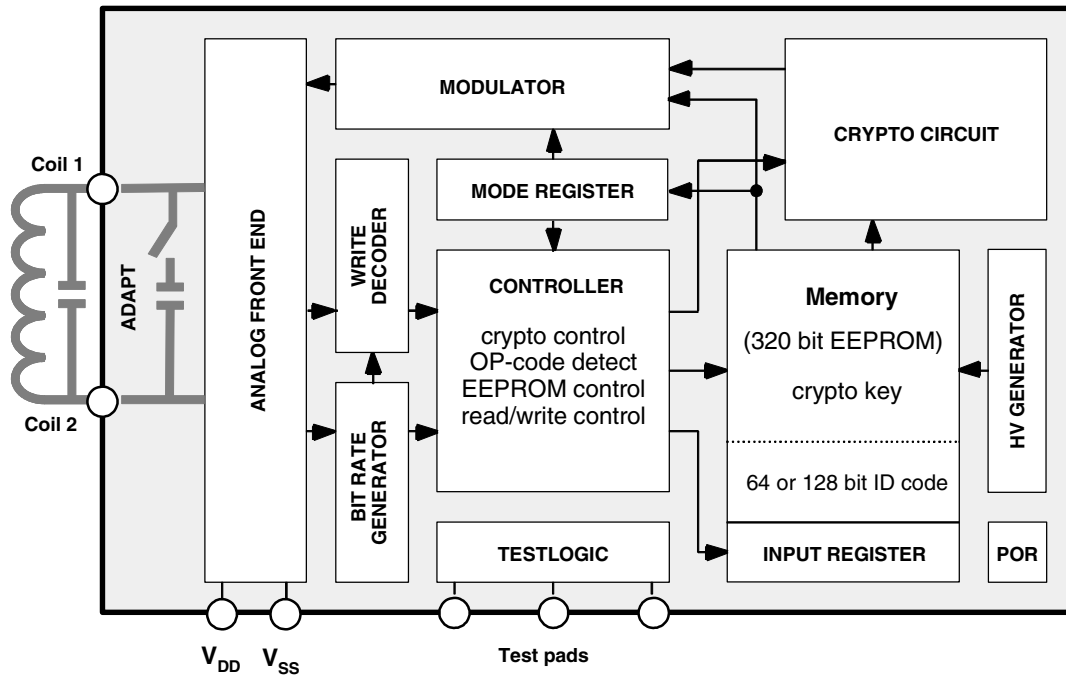 MODULATOR
CRYPTO CIRCUIT
Coil 1
MODE REGISTER
ADAPT
ANALOG FRONT END
WRITE
DECODER
CONTROLLER
crypto control
OP-code detect
EEPROM control
read/write control
Memory
(320 bit EEPROM)
crypto key
64 or 128 bit ID code
HV GENERATOR
Coil 2
BIT RATE
GENERATOR
TESTLOGIC
INPUT REGISTER
POR
VDD
VSS
Test pads